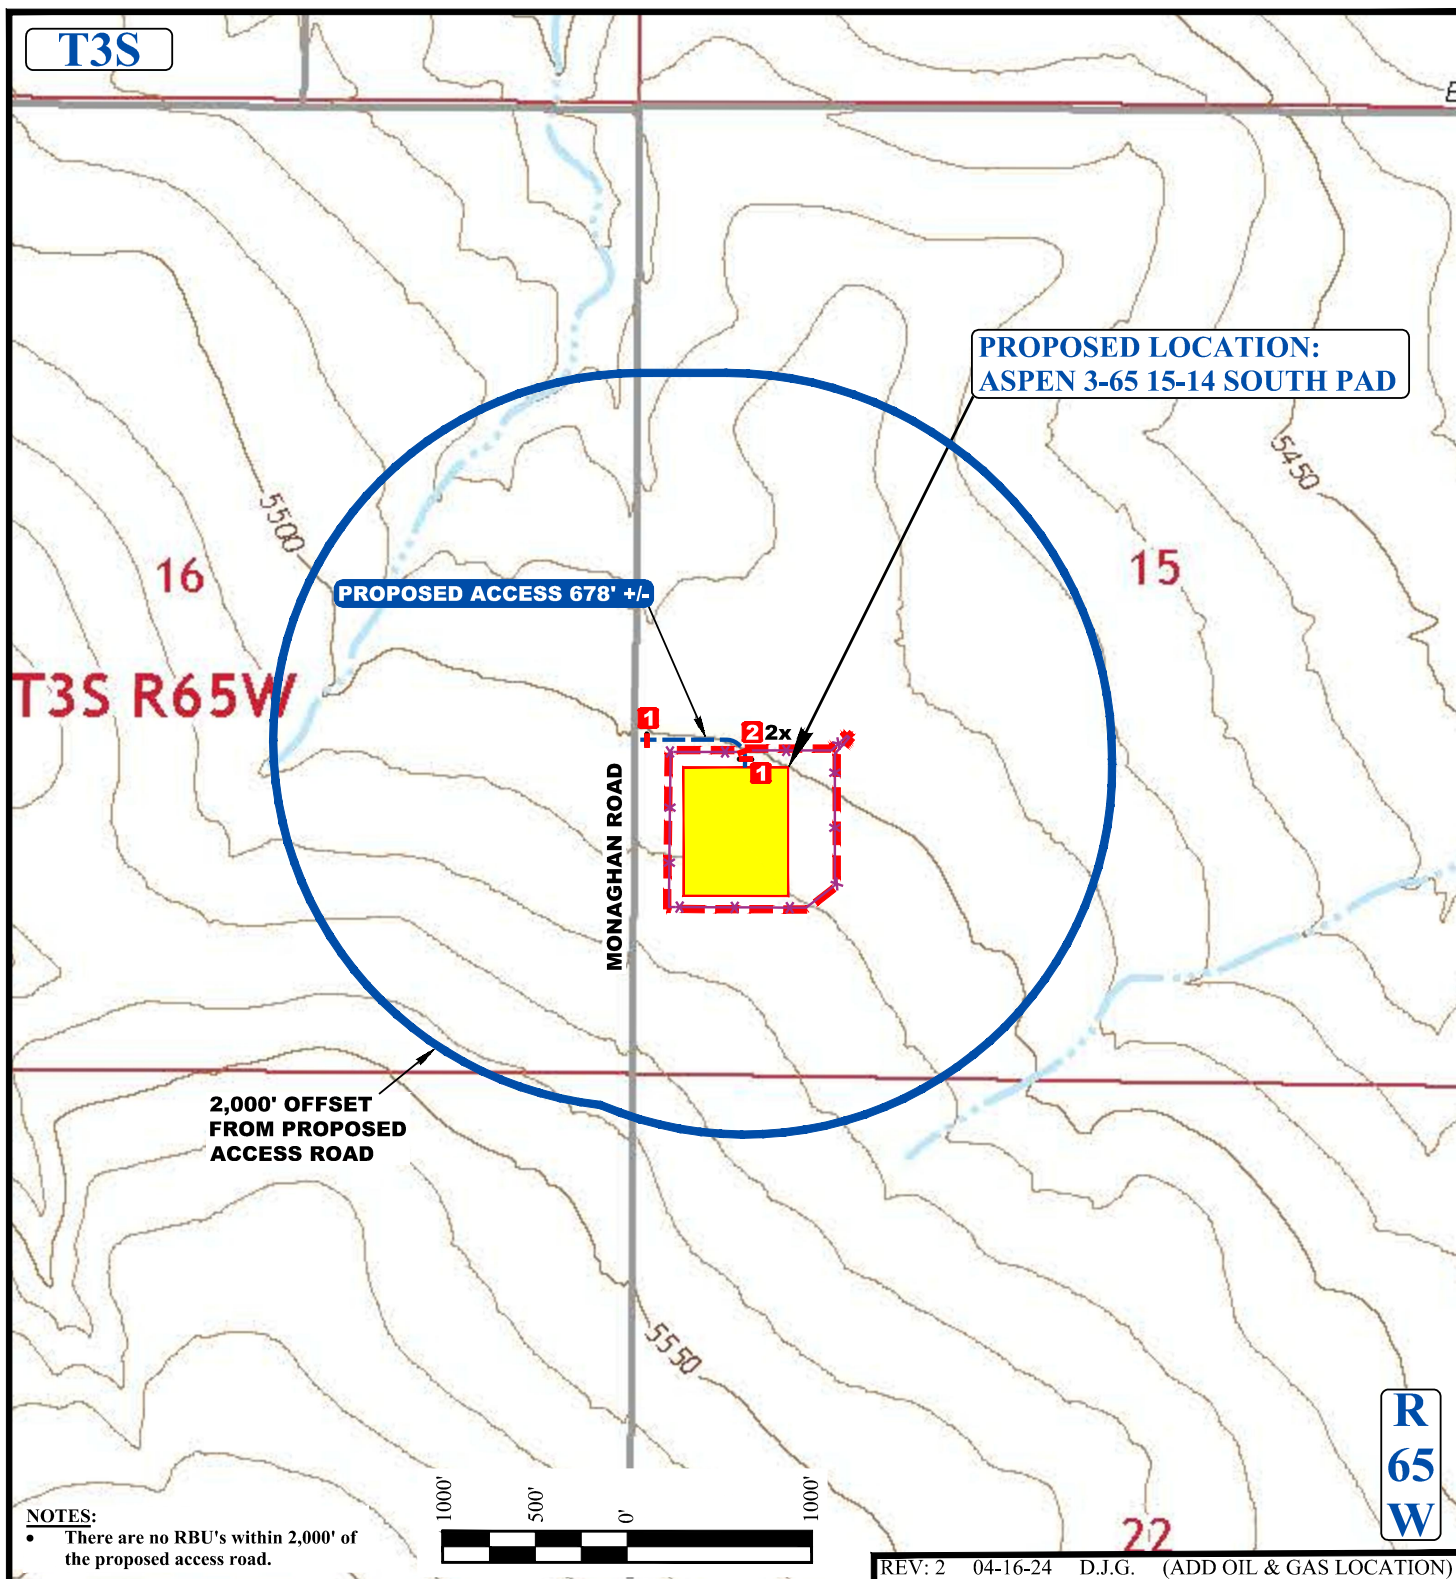 T3S
PROPOSED LOCATION:
ASPEN 3-65 15-14 SOUTH PAD
5450
5500
16
15
PROPOSED ACCESS 678' +/-
T3S R65W
1
2 2x
1
MONAGHAN ROAD
2,000' OFFSET
FROM PROPOSED
ACCESS ROAD
5550
R
65
W
1000'
500'
0'
1000'
NOTES:
• There are no RBU's within 2,000' of
the proposed access road.
22
REV: 2 04-16-24 D.J.G. (ADD OIL & GAS LOCATION)